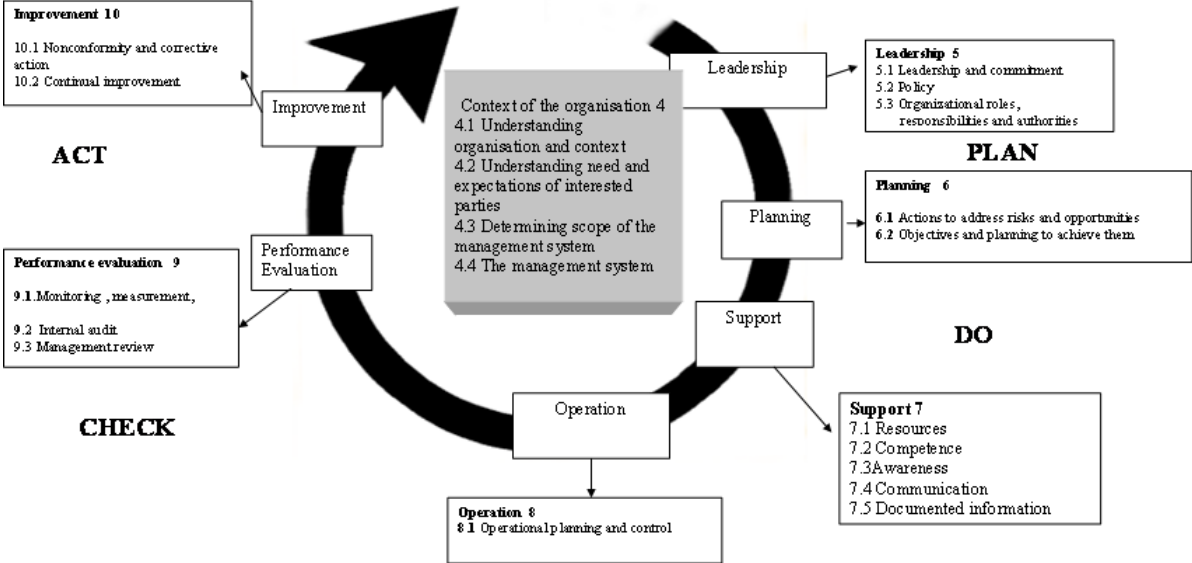 Improvement 10
10.1 Nonconformity and corrective
action
10.2 Continual improvement
ACT
Improvement
Leadership
Leadership 5
5.1 Leadership and commitment
5.2 Policy
5.3 Organizational roles,
responsibilities and authorities
PLAN
Context of the organisation 4
4.1 Understanding
organisation and context
4.2 Understanding need and
expectations of interested
parties
4.3 Determining scope of the
management system
4.4 The management system
Planning
Planning 6
6.1 Actions to address risks and opportunities
6.2 Objectives and planning to achieve them
Performance
Evaluation
Performance evaluation 9
9.1.Monitoring , measurement,
9.2 Internal audit
9.3 Management review
CHECK
Support
DO
Support 7
7.1 Resources
7.2 Competence
7.3Awareness
7.4 Communication
7.5 Documented information
Operation
Operation 8
8.1 Operational planning and control